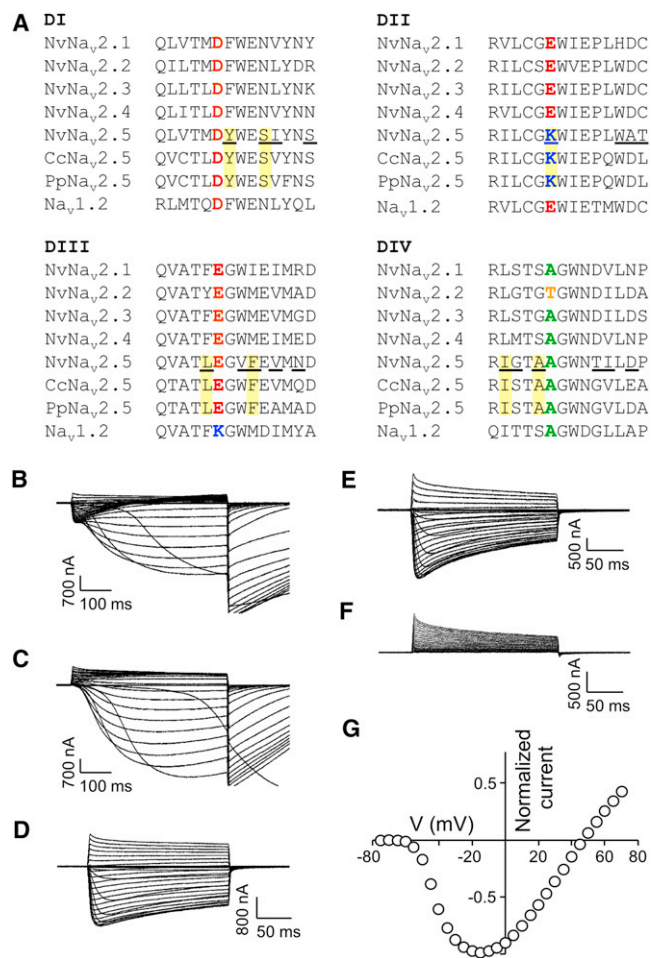 A
DI
NvNav2.1 QLVTMDFWENVYNY
NvNav2.2 QILTMDFWENLYDR
NvNav2.3 QLLTLDFWENLYNK
NvNav2.4 QLITLDFWENVYNN
NvNav2.5 QLVTMDYWESIYNS
CcNav2.5 QVCTLDYWESVYNS
PpNav2.5 QVCTLDYWESVFNS
Nav1.2 RLMTQDFWENLYQL
DII
NvNav2.1 RVLCGEWIEPLHDC
NvNav2.2 RILCSEWVEPLWDC
NvNav2.3 RVLCGEWIEPLWDC
NvNav2.4 RVLCGEWIEPLWDC
NvNav2.5 RILCGKWIEPLWAT
CcNav2.5 RILCGKWIEPQWDL
PpNav2.5 RILCGKWIEPQWDL
Nav1.2 RVLCGEWIETMWDC
DIII
NvNav2.1 QVATFEGWIEIMRD
NvNav2.2 QVATYEGWMEVMAD
NvNav2.3 QVATFEGWMEVMAD
NvNav2.4 QVATFEGWMEIMED
NvNav2.5 QVATLEGVFEVMND
CcNav2.5 QTATLEGWFEVMQD
PpNav2.5 QTATLEGWFEAMAD
Nav1.2 QVATFKGWMDIMYA
DIV
NvNav2.1 RLSTSAGWNDVLNP
NvNav2.2 RLGTGTGWNDILDA
NvNav2.3 RLGTSAGWNDILDS
NvNav2.4 RLMTSAGWNDVLNP
NvNav2.5 RIGTAAGWNTILDP
CcNav2.5 RISTAAGWNGVLEA
PpNav2.5 RISTAAGWNGVLDA
Nav1.2 QITTSAGWDGLLAP
B
700 nA
100 ms
C
700 nA
100 ms
D
800 nA
50 ms
E
500 nA
50 ms
F
500 nA
50 ms
G
0.5
Normalized
current
V (mV)
-80 -60 -40 20 40 60 80
-0.5